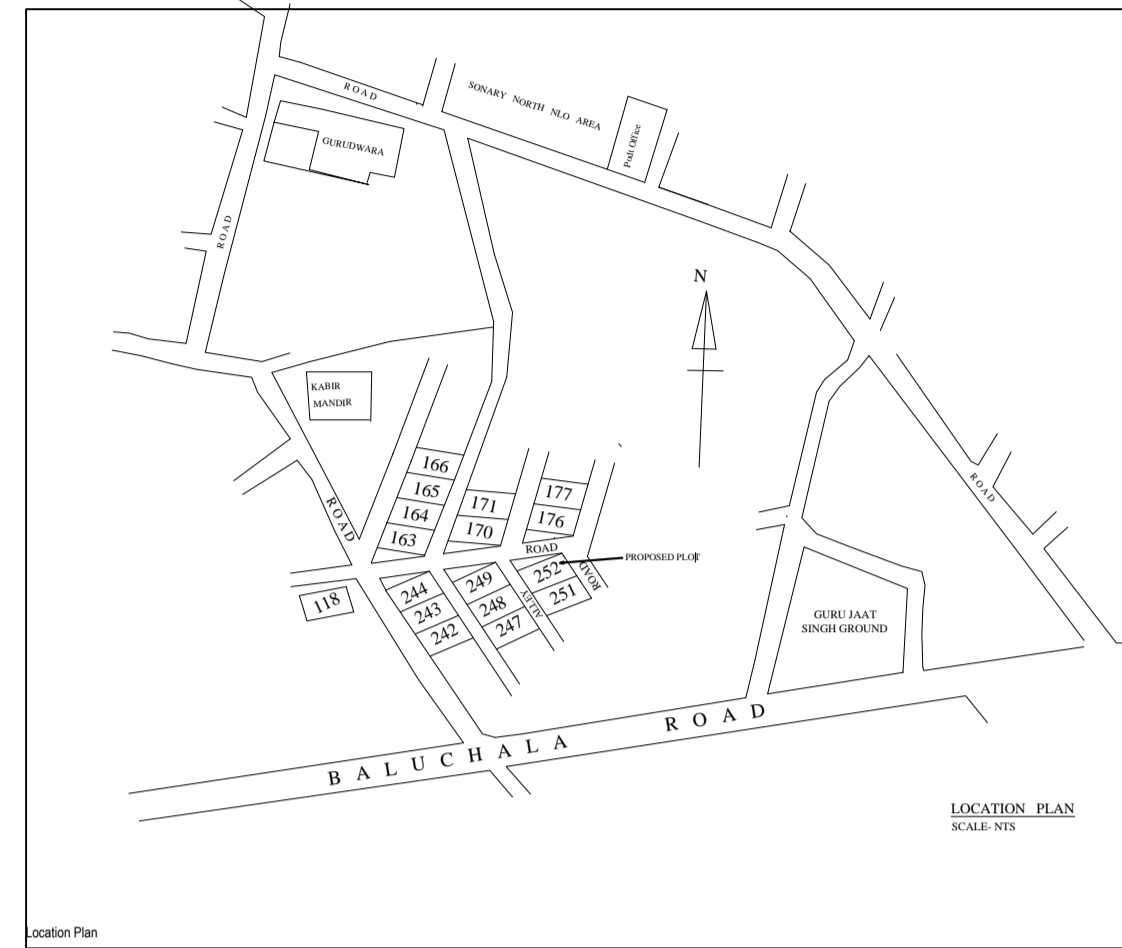 ROAD
SONARY NORTH NLO AREA
Podt Office
GURUDWARA
ROAD
N
KABIR
MANDIR
166
165
164
163
171
170
177
176
ROAD
ROAD
ROAD
PROPOSED PLOT
252
251
ROAD
ALLEY
249
248
247
244
243
242
118
GURU JAAT
SINGH GROUND
BALUCHALA ROAD
LOCATION PLAN
SCALE- NTS
Location Plan